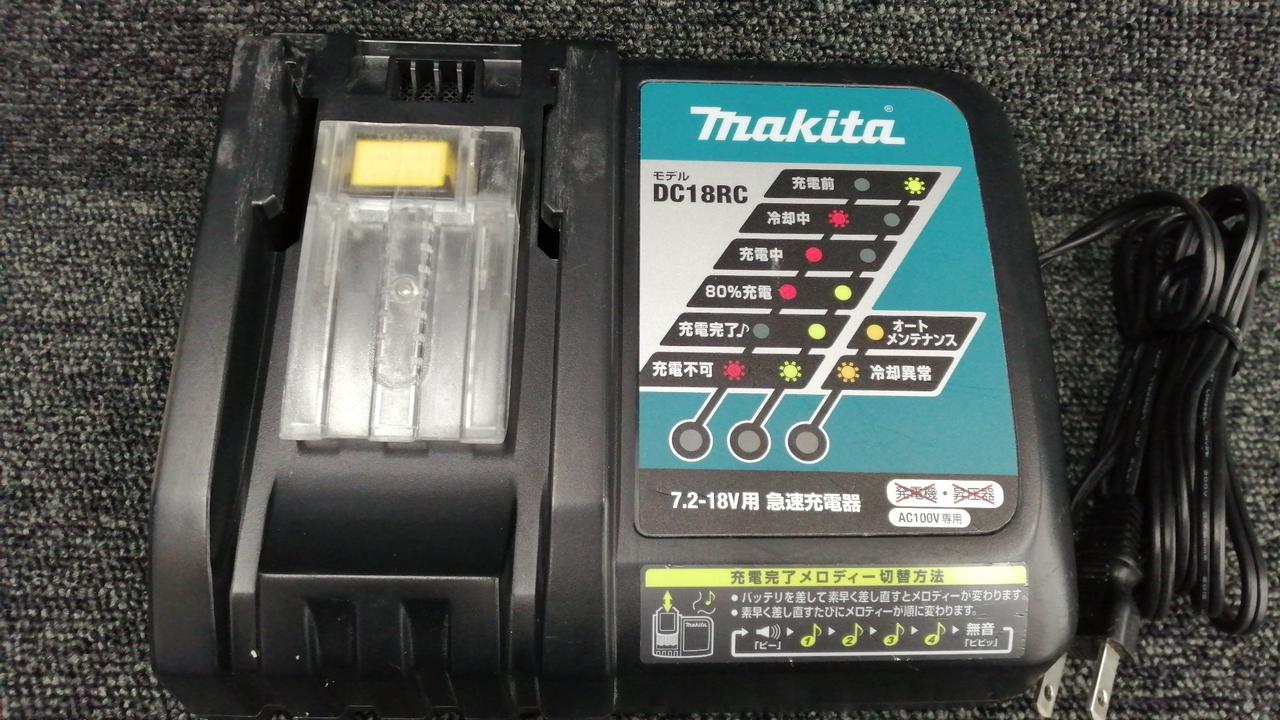 makita®
モデル
DC18RC
充電前
冷却中
充電中
80%充電
充電完了♪
オート
メンテナンス
充電不可
冷却異常
7.2-18V用 急速充電器
発電機・昇圧器
AC100V専用
充電完了メロディー切替方法
●バッテリを差して素早く差し直すとメロディーが変わります。
●素早く差し直すたびにメロディーが順に変わります。
makita
1 2 3 4 無音
「ピー」 「ピピッ」